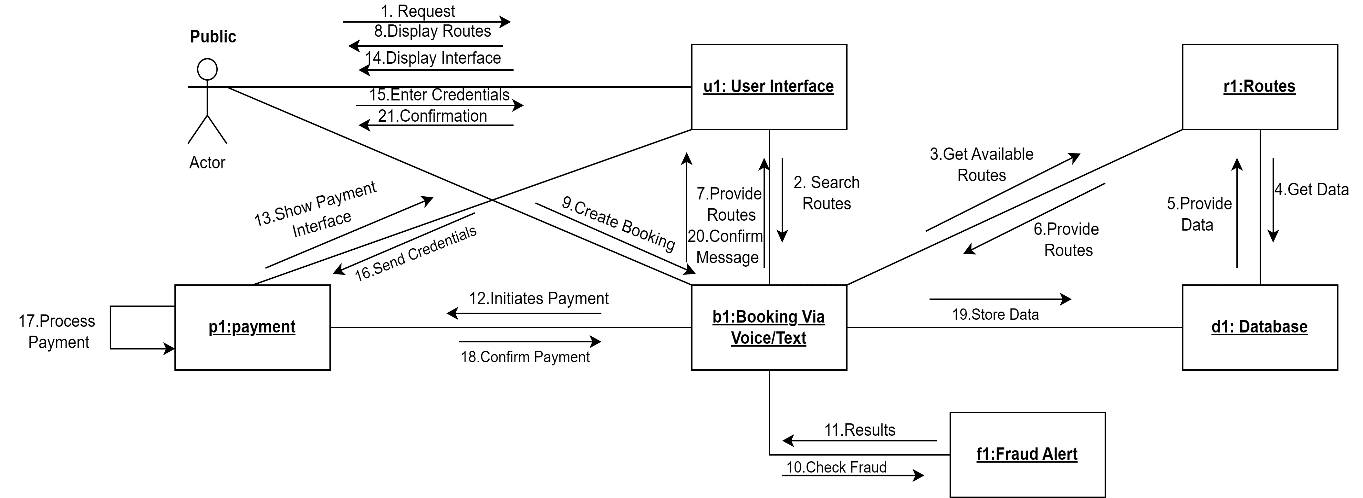 1. Request
8.Display Routes
Public
14.Display Interface
u1: User Interface
r1:Routes
15.Enter Credentials
21.Confirmation
Actor
3.Get Available
Routes
7.Provide
Routes
2. Search
Routes
4.Get Data
5.Provide
Data
13.Show Payment
Interface
9.Create Booking
20.Confirm
Message
6.Provide
Routes
16.Send Credentials
12.Initiates Payment
17.Process
Payment
p1:payment
b1:Booking Via
Voice/Text
19.Store Data
d1: Database
18.Confirm Payment
11.Results
f1:Fraud Alert
10.Check Fraud